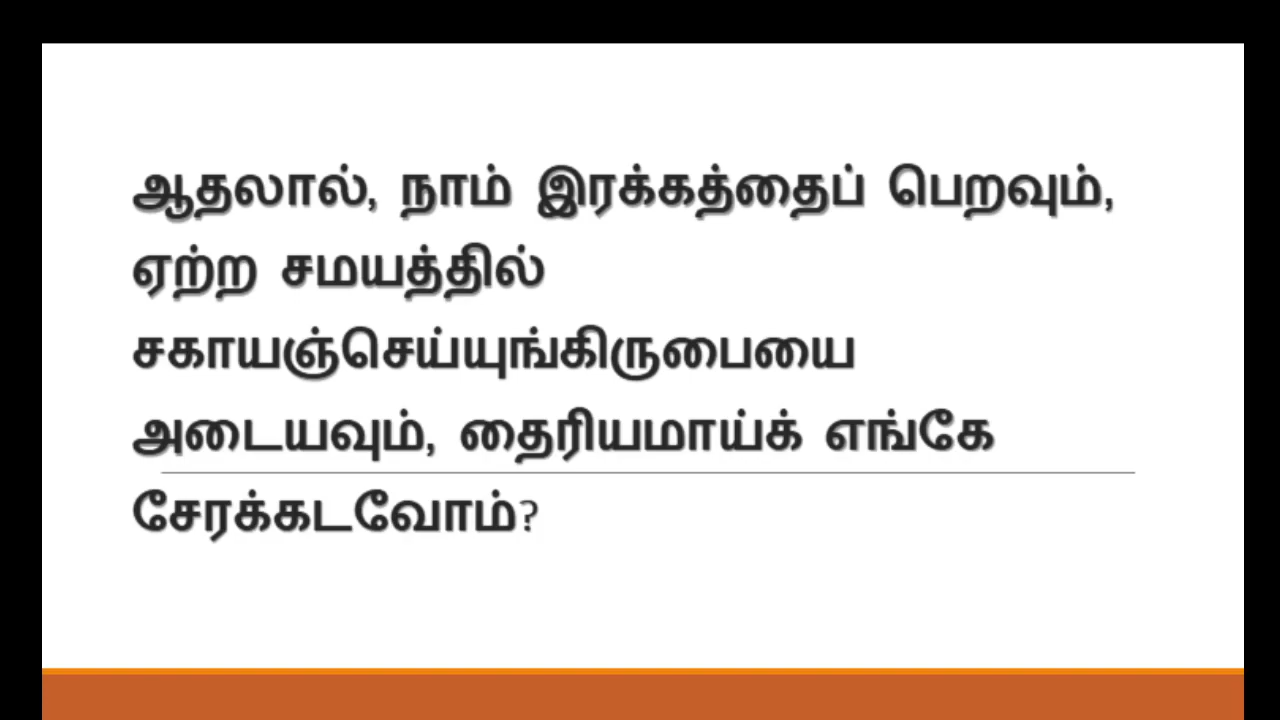 ஆதலால், நாம் இரக்கத்தைப் பெறவும்,
ஏற்ற சமயத்தில்
சகாயஞ்செய்யுங்கிருபையை
அடையவும், தைரியமாய்க் எங்கே
சேரக்கடவோம்?